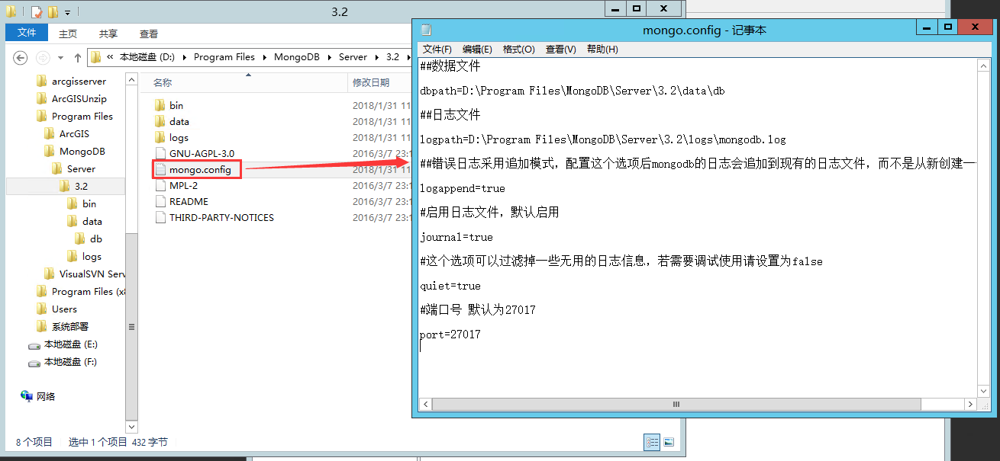 3.2
文件
主页
共享
查看
« 本地磁盘 (D:) ▸ Program Files ▸ MongoDB ▸ Server ▸ 3.2 ▸
arcgisserver
ArcGISUnzip
Program Files
ArcGIS
MongoDB
Server
3.2
bin
data
db
logs
VisualSVN Serv
Program Files (x8
Users
系统部署
本地磁盘 (E:)
本地磁盘 (F:)
网络
名称 修改日期
bin 2018/1/31 11
data 2018/1/31 11
logs 2018/1/31 11
GNU-AGPL-3.0 2016/3/7 23:1
mongo.config 2018/1/31 11
MPL-2 2016/3/7 23:1
README 2016/3/7 23:1
THIRD-PARTY-NOTICES 2016/3/7 23:1
8 个项目 选中 1 个项目 432 字节
mongo.config - 记事本
文件(F) 编辑(E) 格式(O) 查看(V) 帮助(H)
##数据文件
dbpath=D:\Program Files\MongoDB\Server\3.2\data\db
##日志文件
logpath=D:\Program Files\MongoDB\Server\3.2\logs\mongodb.log
##错误日志采用追加模式，配置这个选项后mongodb的日志会追加到现有的日志文件，而不是从新创建一
logappend=true
#启用日志文件，默认启用
journal=true
#这个选项可以过滤掉一些无用的日志信息，若需要调试使用请设置为false
quiet=true
#端口号 默认为27017
port=27017